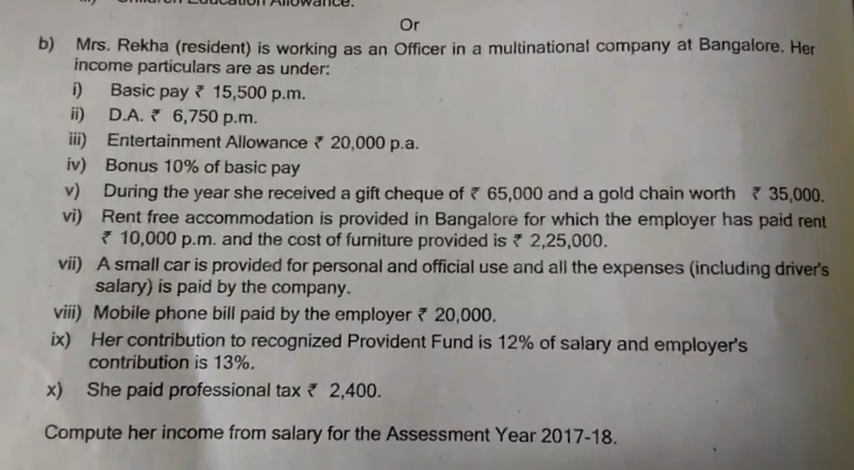 iii) Children Education Allowance.
Or
b) Mrs. Rekha (resident) is working as an Officer in a multinational company at Bangalore. Her
income particulars are as under:
i) Basic pay ₹ 15,500 p.m.
ii) D.A. ₹ 6,750 p.m.
iii) Entertainment Allowance ₹ 20,000 p.a.
iv) Bonus 10% of basic pay
v) During the year she received a gift cheque of ₹ 65,000 and a gold chain worth ₹ 35,000.
vi) Rent free accommodation is provided in Bangalore for which the employer has paid rent
₹ 10,000 p.m. and the cost of furniture provided is ₹ 2,25,000.
vii) A small car is provided for personal and official use and all the expenses (including driver's
salary) is paid by the company.
viii) Mobile phone bill paid by the employer ₹ 20,000.
ix) Her contribution to recognized Provident Fund is 12% of salary and employer's
contribution is 13%.
x) She paid professional tax ₹ 2,400.
Compute her income from salary for the Assessment Year 2017-18.